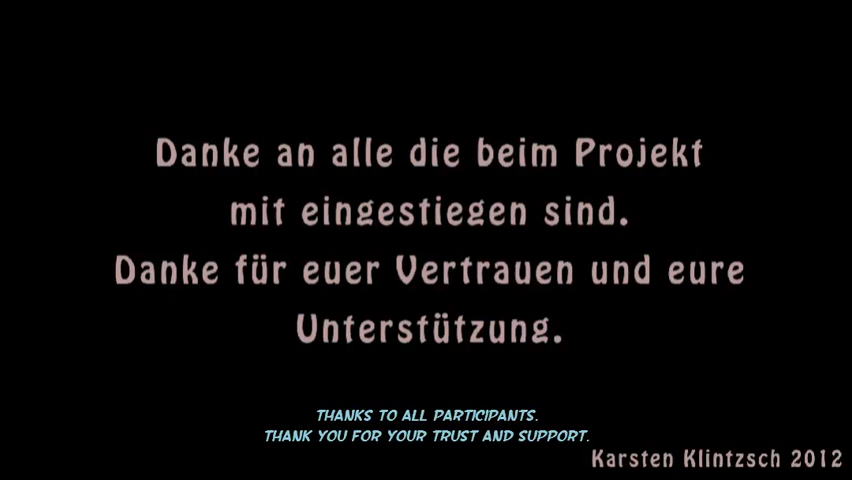 Danke an alle die beim Projekt
mit eingestiegen sind.
Danke für euer Vertrauen und eure
Unterstützung.
THANKS TO ALL PARTICIPANTS.
THANK YOU FOR YOUR TRUST AND SUPPORT.
Karsten Klintzsch 2012